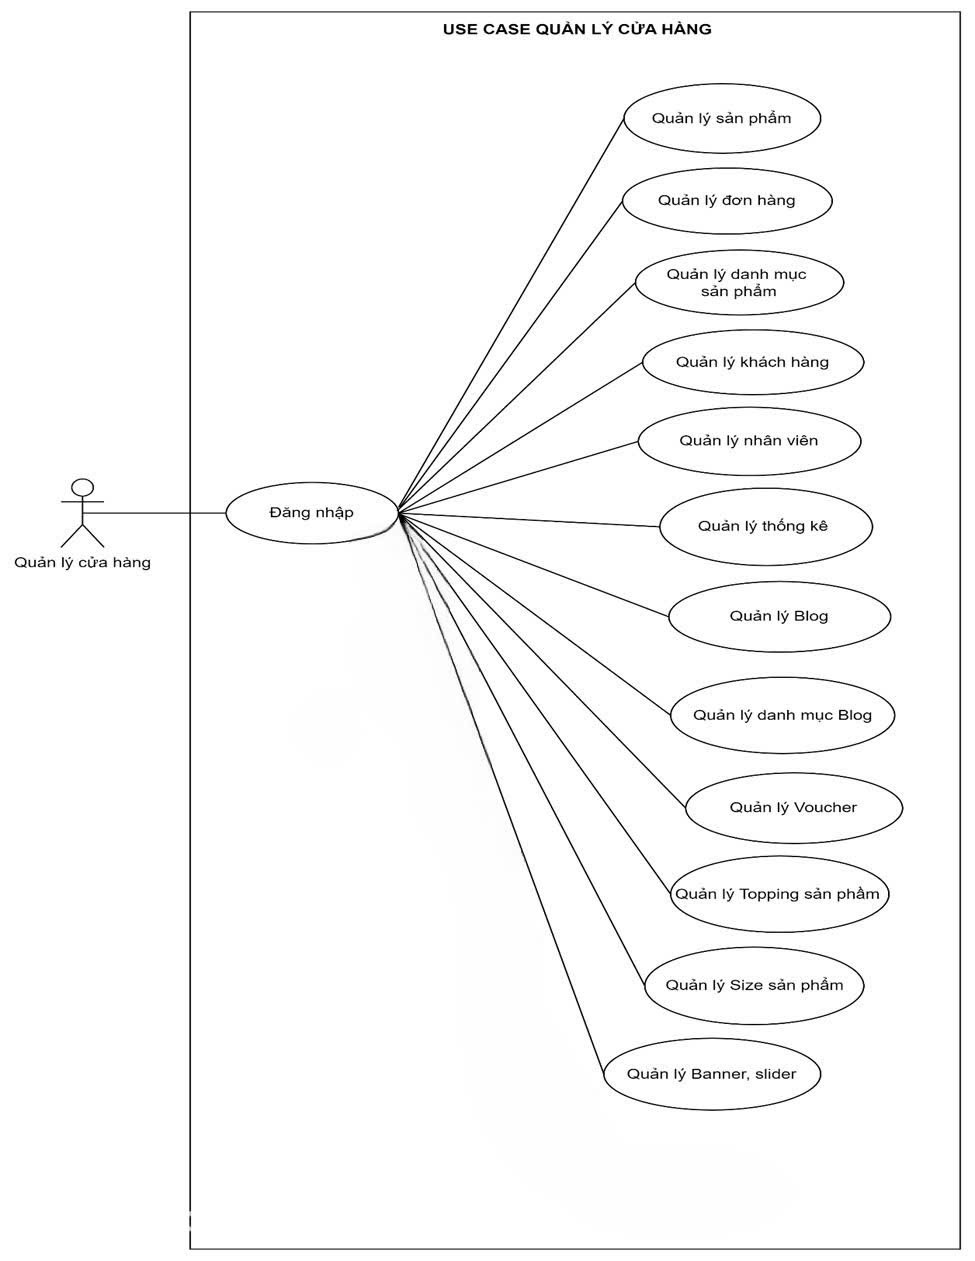 USE CASE QUẢN LÝ CỬA HÀNG
Quản lý sản phẩm
Quản lý đơn hàng
Quản lý danh mục
sản phẩm
Quản lý khách hàng
Quản lý nhân viên
Quản lý thống kê
Quản lý Blog
Quản lý danh mục Blog
Quản lý Voucher
Quản lý Topping sản phẩm
Quản lý Size sản phẩm
Quản lý Banner, slider
Đăng nhập
Quản lý cửa hàng